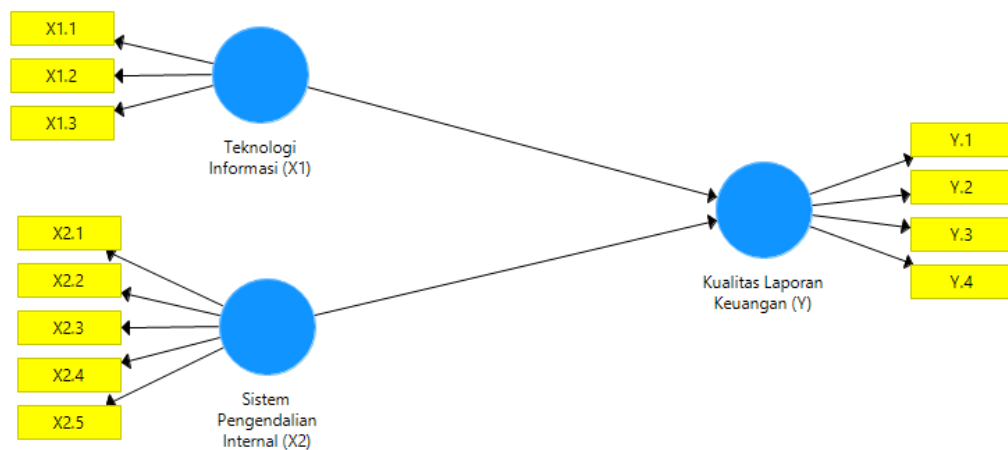 X1.1
X1.2
X1.3
Teknologi
Informasi (X1)
X2.1
X2.2
X2.3
X2.4
X2.5
Sistem
Pengendalian
Internal (X2)
Y.1
Y.2
Y.3
Y.4
Kualitas Laporan
Keuangan (Y)